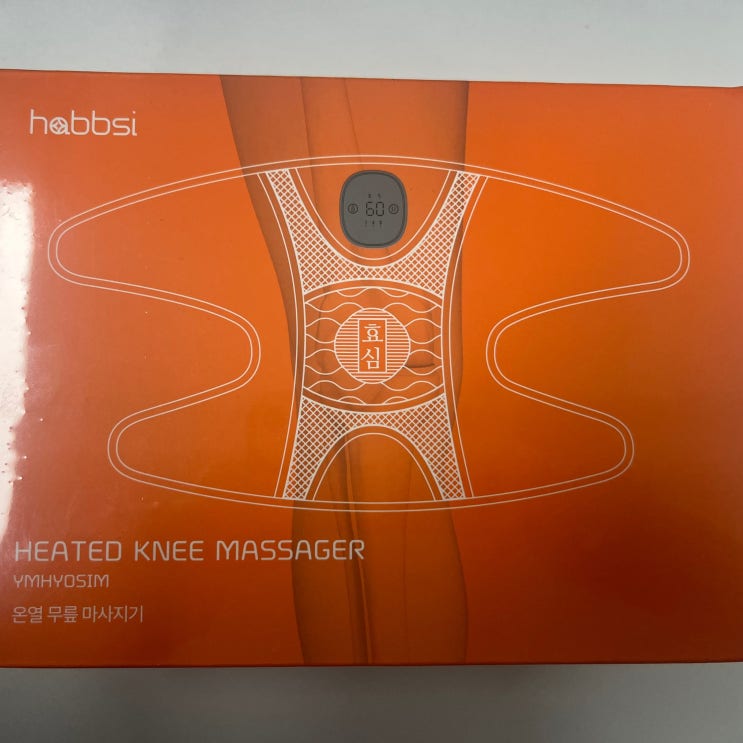 habbsi
60
효
심
HEATED KNEE MASSAGER
YMHYOSIM
온열 무릎 마사지기